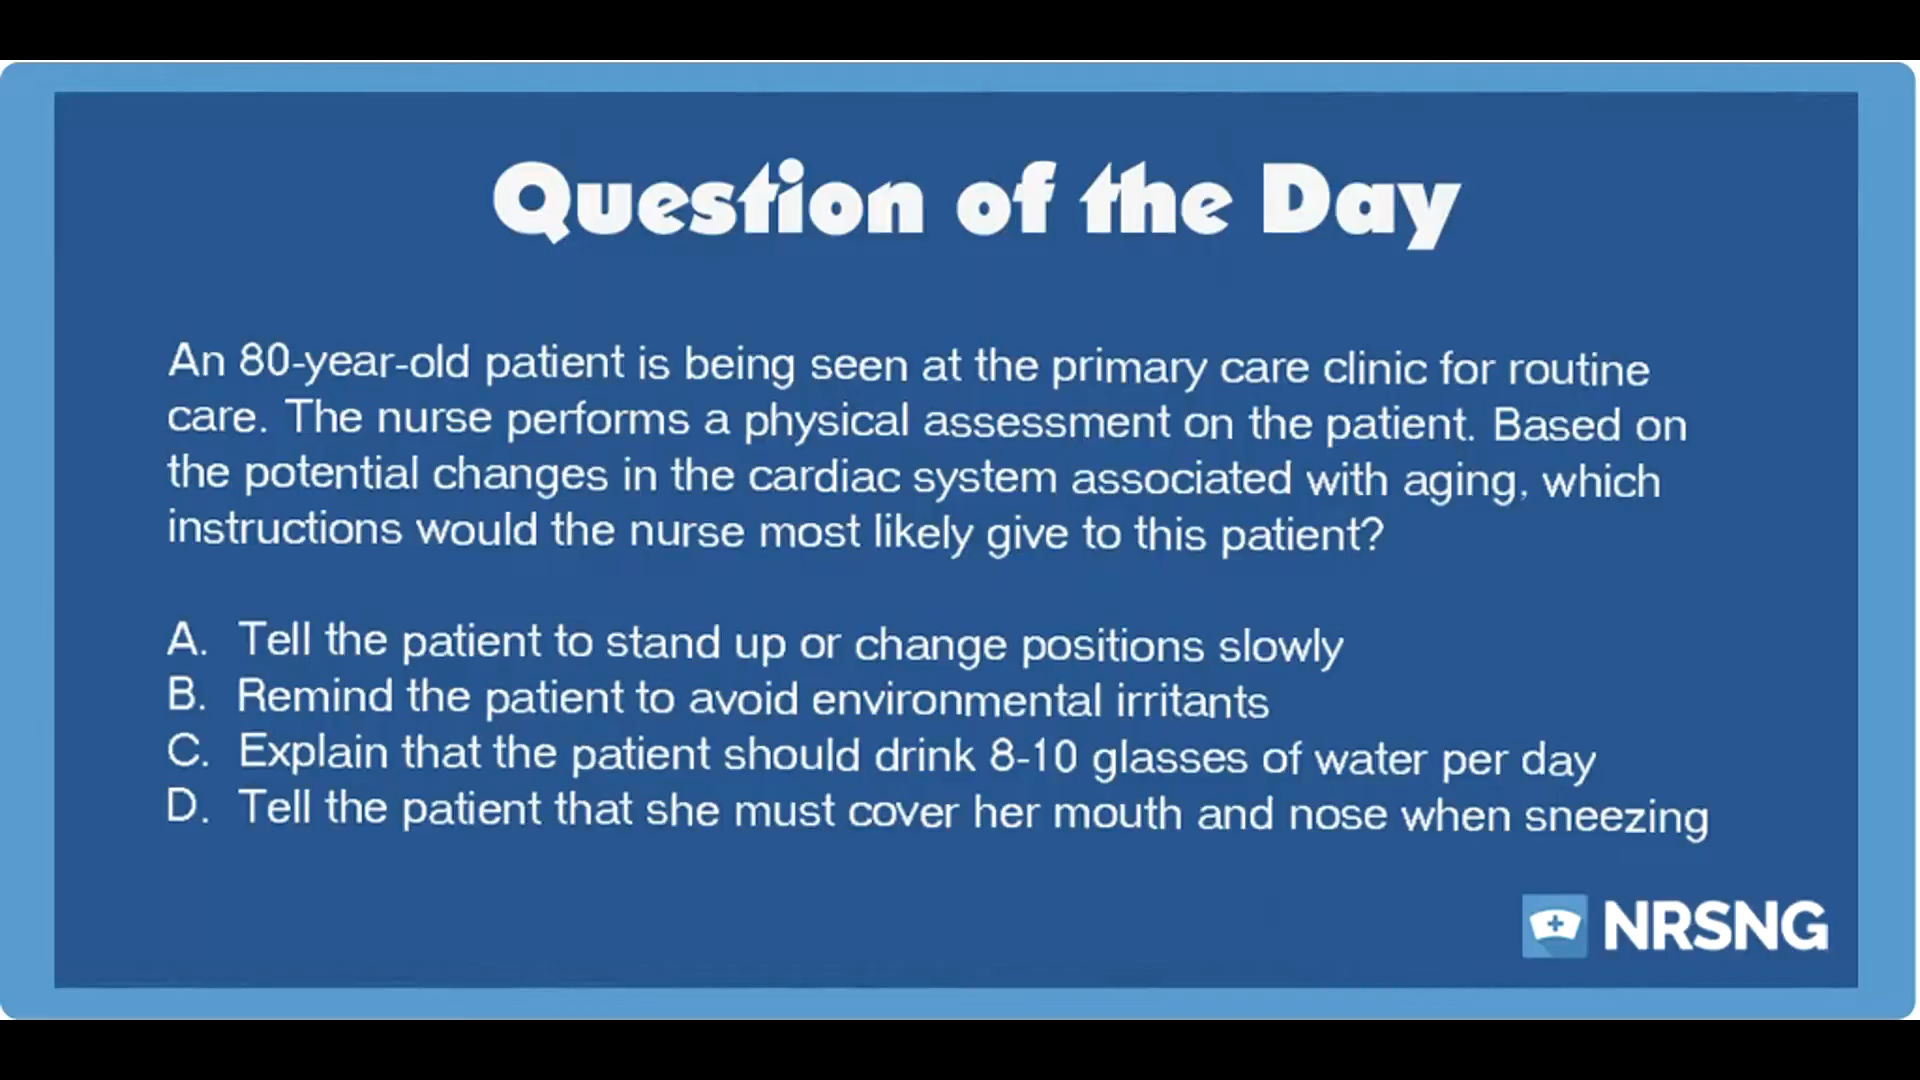 Question of the Day
An 80-year-old patient is being seen at the primary care clinic for routine
care. The nurse performs a physical assessment on the patient. Based on
the potential changes in the cardiac system associated with aging, which
instructions would the nurse most likely give to this patient?
A. Tell the patient to stand up or change positions slowly
B. Remind the patient to avoid environmental irritants
C. Explain that the patient should drink 8-10 glasses of water per day
D. Tell the patient that she must cover her mouth and nose when sneezing
NRSNG